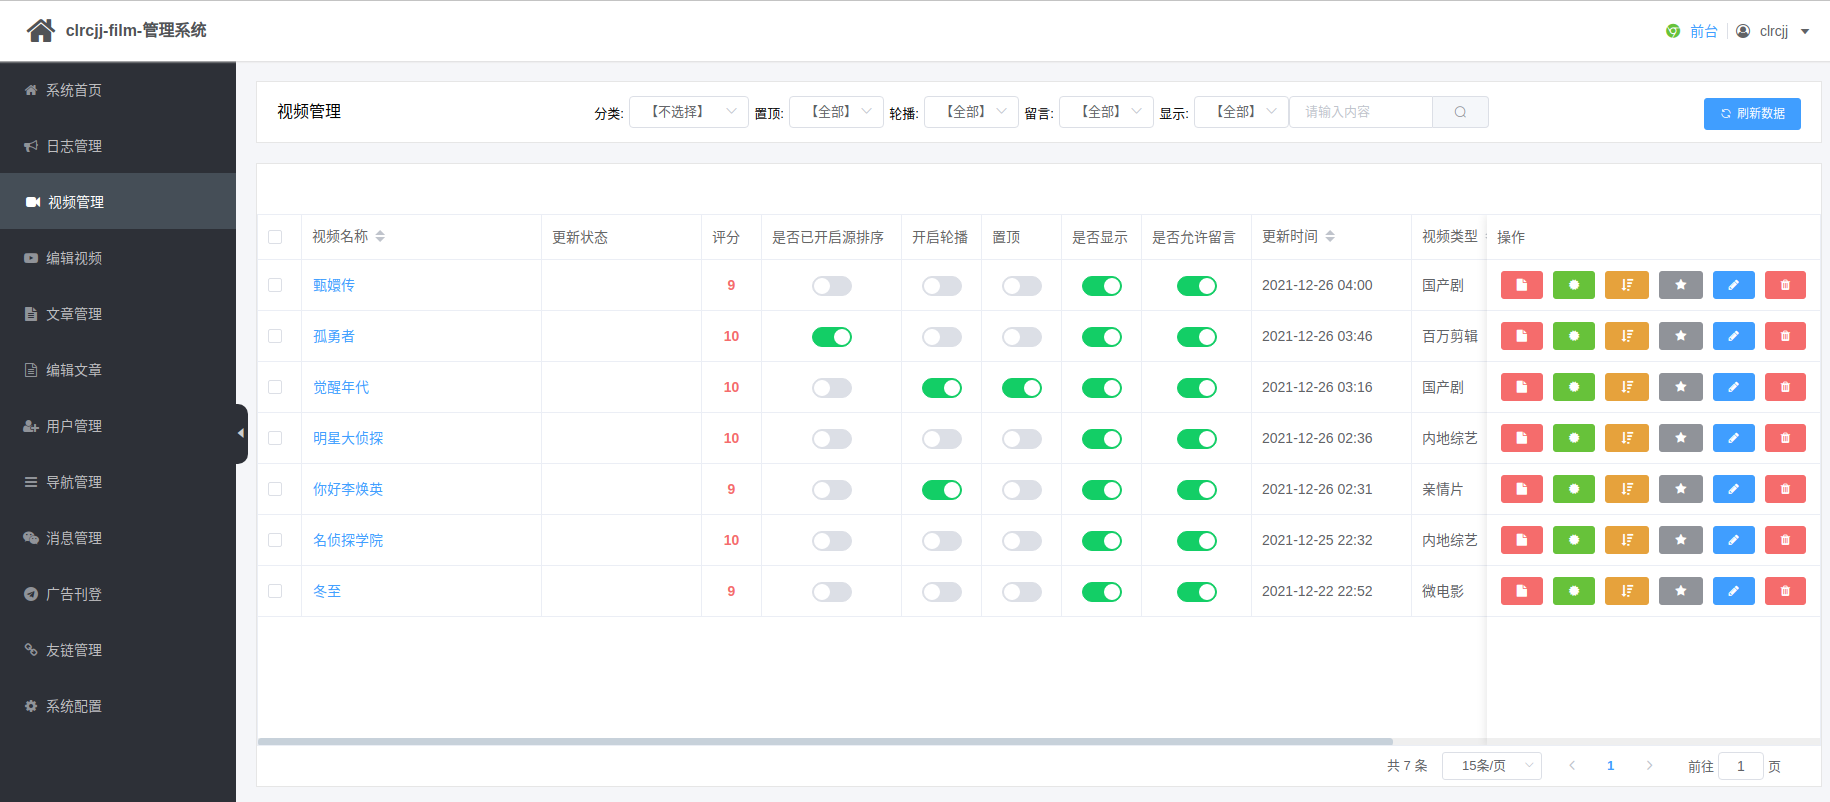 clrcjj-film-管理系统
前台 clrcjj
系统首页
日志管理
视频管理
编辑视频
文章管理
编辑文章
用户管理
导航管理
消息管理
广告刊登
友链管理
系统配置
视频管理 分类: 【不选择】 置顶: 【全部】 轮播: 【全部】 留言: 【全部】 显示: 【全部】 请输入内容 刷新数据
视频名称 更新状态 评分 是否已开启源排序 开启轮播 置顶 是否显示 是否允许留言 更新时间 视频类型 操作
甄嬛传 9 2021-12-26 04:00 国产剧
孤勇者 10 2021-12-26 03:46 百万剪辑
觉醒年代 10 2021-12-26 03:16 国产剧
明星大侦探 10 2021-12-26 02:36 内地综艺
你好李焕英 9 2021-12-26 02:31 亲情片
名侦探学院 10 2021-12-25 22:32 内地综艺
冬至 9 2021-12-22 22:52 微电影
共 7 条 15条/页 1 前往 1 页